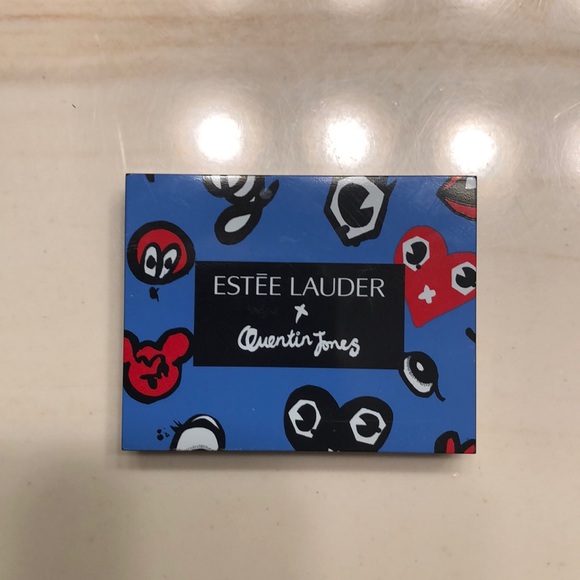 ESTĒE LAUDER
x
Quentin Jones